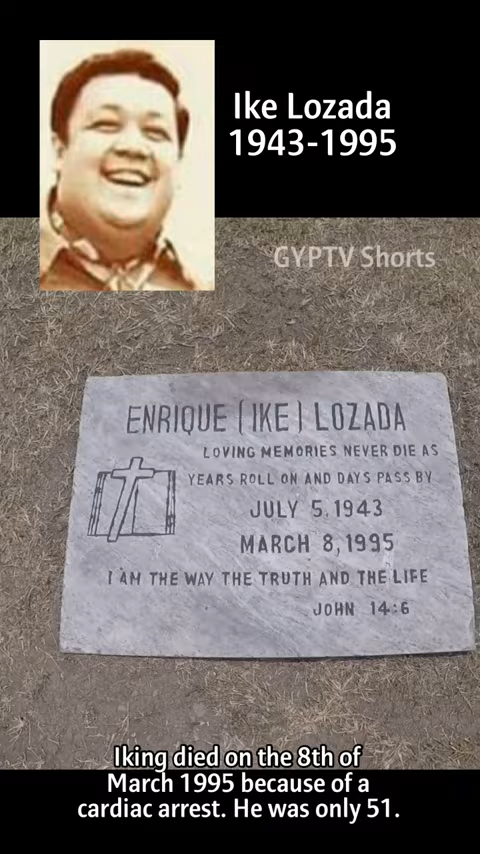 Ike Lozada
1943-1995
GYPTV Shorts
ENRIQUE (IKE) LOZADA
LOVING MEMORIES NEVER DIE AS
YEARS ROLL ON AND DAYS PASS BY
JULY 5, 1943
MARCH 8, 1995
I AM THE WAY THE TRUTH AND THE LIFE
JOHN 14:6
Iking died on the 8th of
March 1995 because of a
cardiac arrest. He was only 51.